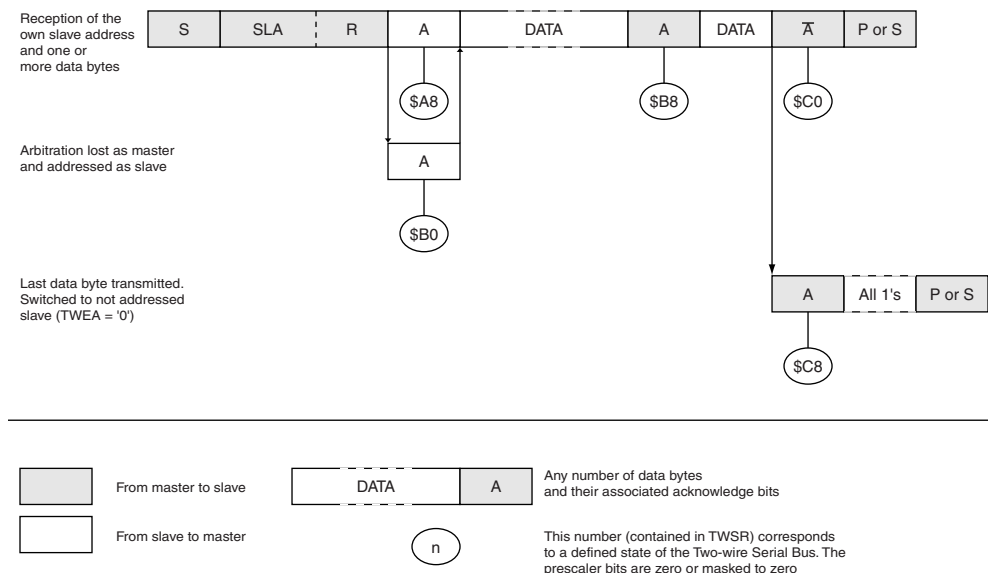 Reception of the
own slave address
and one or
more data bytes
S SLA R A DATA A DATA A̅ P or S
$A8 $B8 $C0
Arbitration lost as master
and addressed as slave
A
$B0
Last data byte transmitted.
Switched to not addressed
slave (TWEA = '0')
A All 1's P or S
$C8
From master to slave
DATA A
Any number of data bytes
and their associated acknowledge bits
From slave to master
n
This number (contained in TWSR) corresponds
to a defined state of the Two-wire Serial Bus. The
prescaler bits are zero or masked to zero